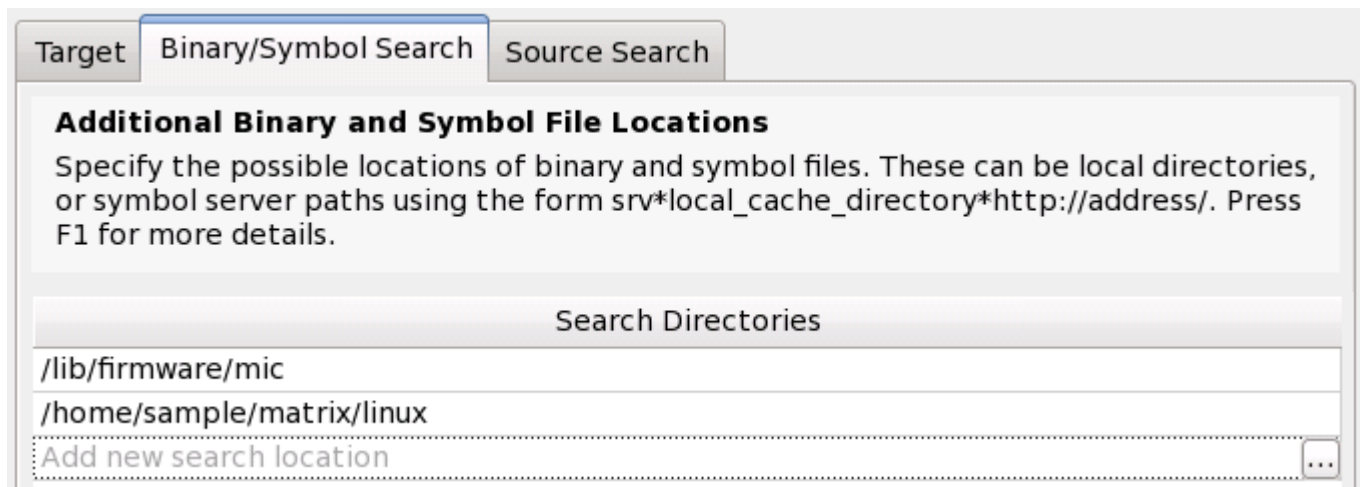 Target Binary/Symbol Search Source Search
Additional Binary and Symbol File Locations
Specify the possible locations of binary and symbol files. These can be local directories,
or symbol server paths using the form srv*local_cache_directory*http://address/. Press
F1 for more details.
Search Directories
/lib/firmware/mic
/home/sample/matrix/linux
Add new search location ...